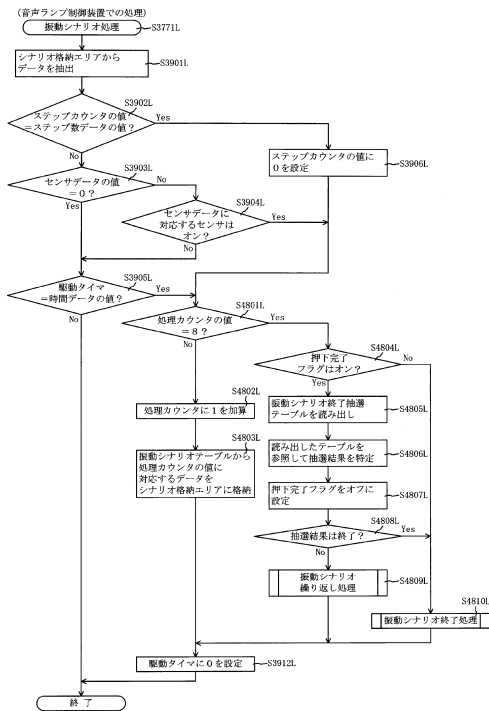 (音声ランプ制御装置での処理)
振動シナリオ処理
S3771L
シナリオ格納エリアから
データを抽出
S3901L
ステップカウンタの値
=ステップ数データの値?
S3902L
Yes
No
ステップカウンタの値に
0を設定
S3906L
センサデータの値
=0?
S3903L
No
Yes
センサデータに
対応するセンサは
オン?
S3904L
Yes
No
駆動タイマ
=時間データの値?
S3905L
Yes
No
処理カウンタの値
=8?
S4801L
Yes
No
押下完了
フラグはオン?
S4804L
No
Yes
処理カウンタに1を加算
S4802L
振動シナリオ終了抽選
テーブルを読み出し
S4805L
振動シナリオテーブルから
処理カウンタの値に
対応するデータを
シナリオ格納エリアに格納
S4803L
読み出したテーブルを
参照して抽選結果を特定
S4806L
押下完了フラグをオフに
設定
S4807L
抽選結果は終了?
S4808L
Yes
No
振動シナリオ
繰り返し処理
S4809L
振動シナリオ終了処理
S4810L
駆動タイマに0を設定
S3912L
終 了